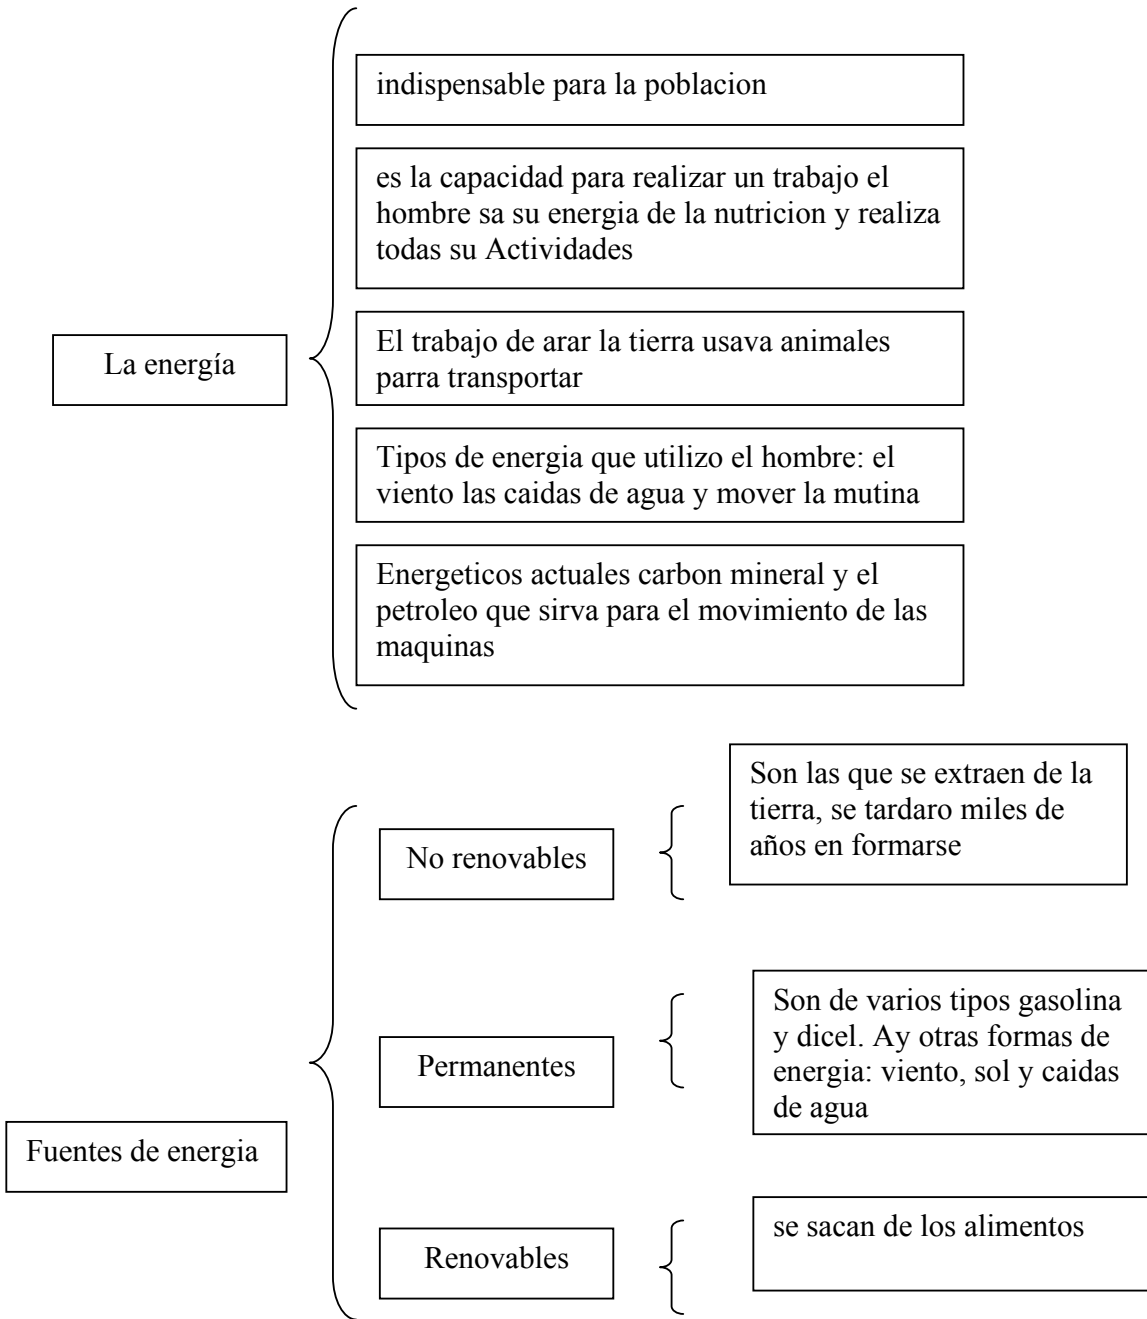 La energía
indispensable para la poblacion
es la capacidad para realizar un trabajo el
hombre sa su energia de la nutricion y realiza
todas su Actividades
El trabajo de arar la tierra usava animales
parra transportar
Tipos de energia que utilizo el hombre: el
viento las caidas de agua y mover la mutina
Energeticos actuales carbon mineral y el
petroleo que sirva para el movimiento de las
maquinas
Fuentes de energia
No renovables
Son las que se extraen de la
tierra, se tardaro miles de
años en formarse
Permanentes
Son de varios tipos gasolina
y dicel. Ay otras formas de
energia: viento, sol y caidas
de agua
Renovables
se sacan de los alimentos